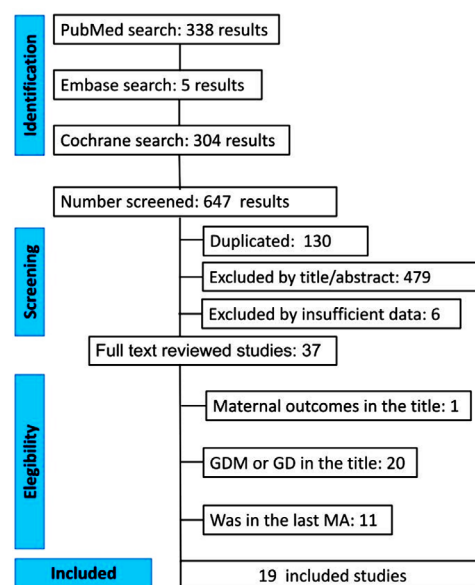 Identification
PubMed search: 338 results
Embase search: 5 results
Cochrane search: 304 results
Number screened: 647 results
Screening
Duplicated: 130
Excluded by title/abstract: 479
Excluded by insufficient data: 6
Full text reviewed studies: 37
Elegibility
Maternal outcomes in the title: 1
GDM or GD in the title: 20
Was in the last MA: 11
Included
19 included studies